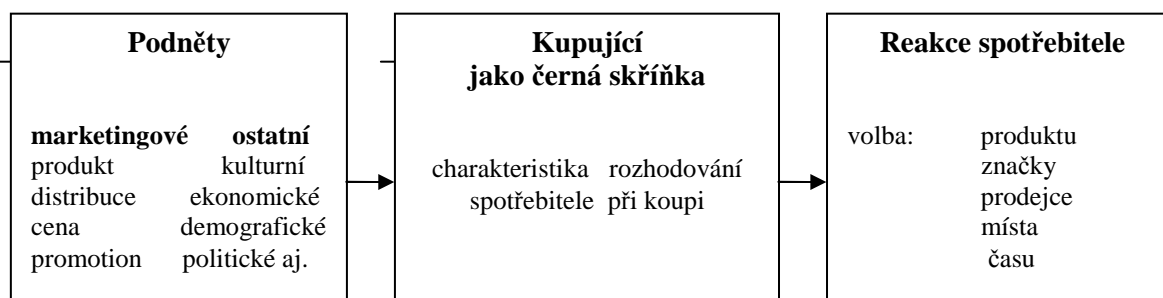 Podněty
marketingové ostatní
produkt kulturní
distribuce ekonomické
cena demografické
promotion politické aj.
Kupující
jako černá skříňka
charakteristika rozhodování
spotřebitele při koupi
Reakce spotřebitele
volba: produktu
značky
prodejce
místa
času